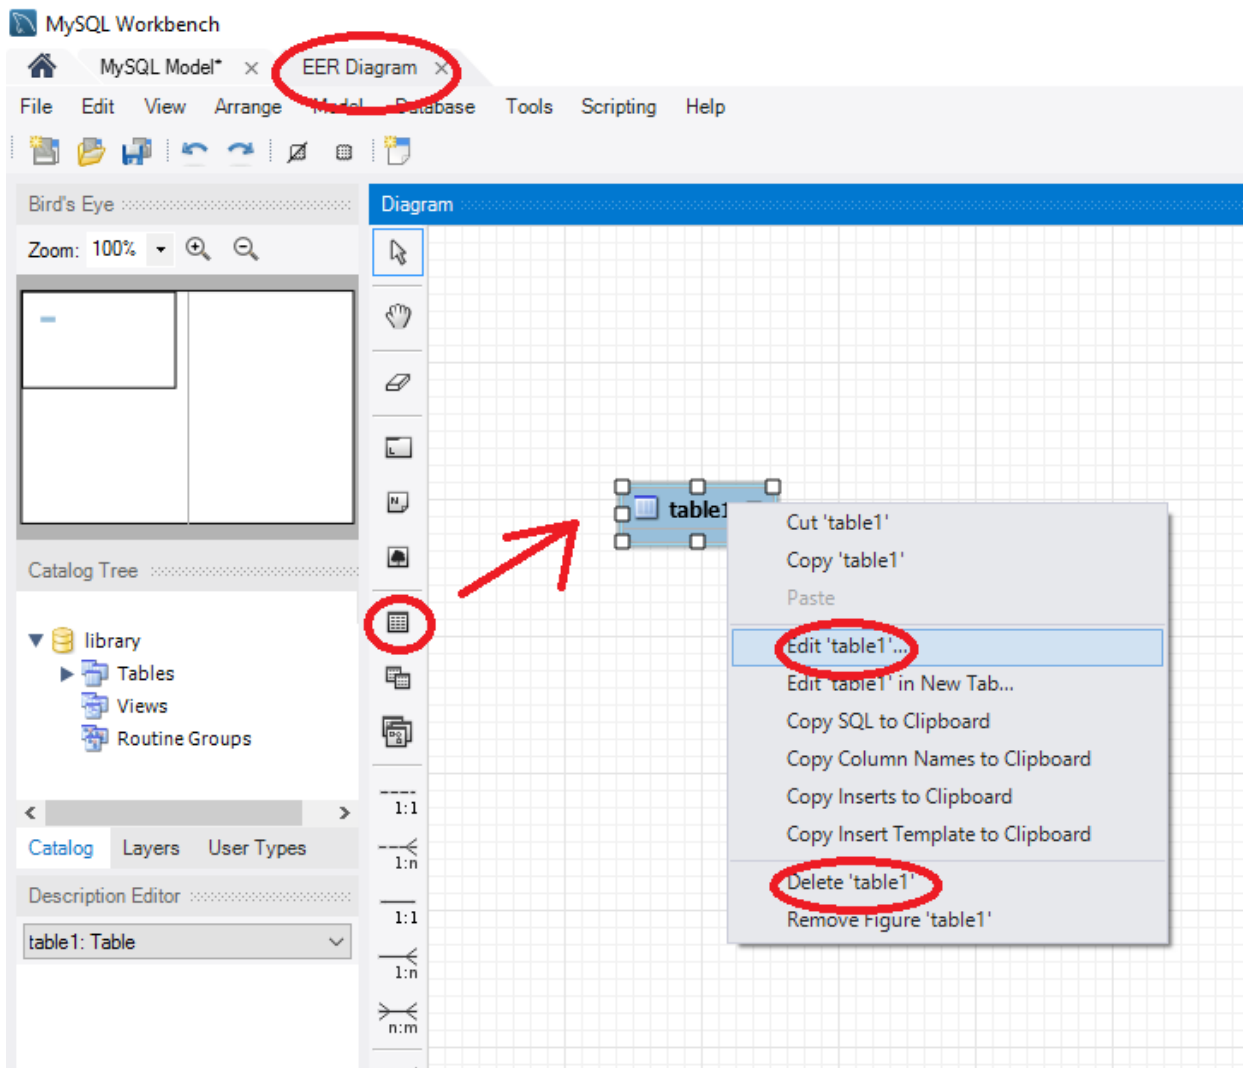 MySQL Workbench
MySQL Model* × EER Diagram ×
File Edit View Arrange Model Database Tools Scripting Help
Bird's Eye
Diagram
Zoom: 100%
Catalog Tree
library
Tables
Views
Routine Groups
Catalog Layers User Types
Description Editor
table1: Table
L
N
1:1
1:n
1:1
1:n
n:m
table1
Cut 'table1'
Copy 'table1'
Paste
Edit 'table1'...
Edit 'table1' in New Tab...
Copy SQL to Clipboard
Copy Column Names to Clipboard
Copy Inserts to Clipboard
Copy Insert Template to Clipboard
Delete 'table1'
Remove Figure 'table1'